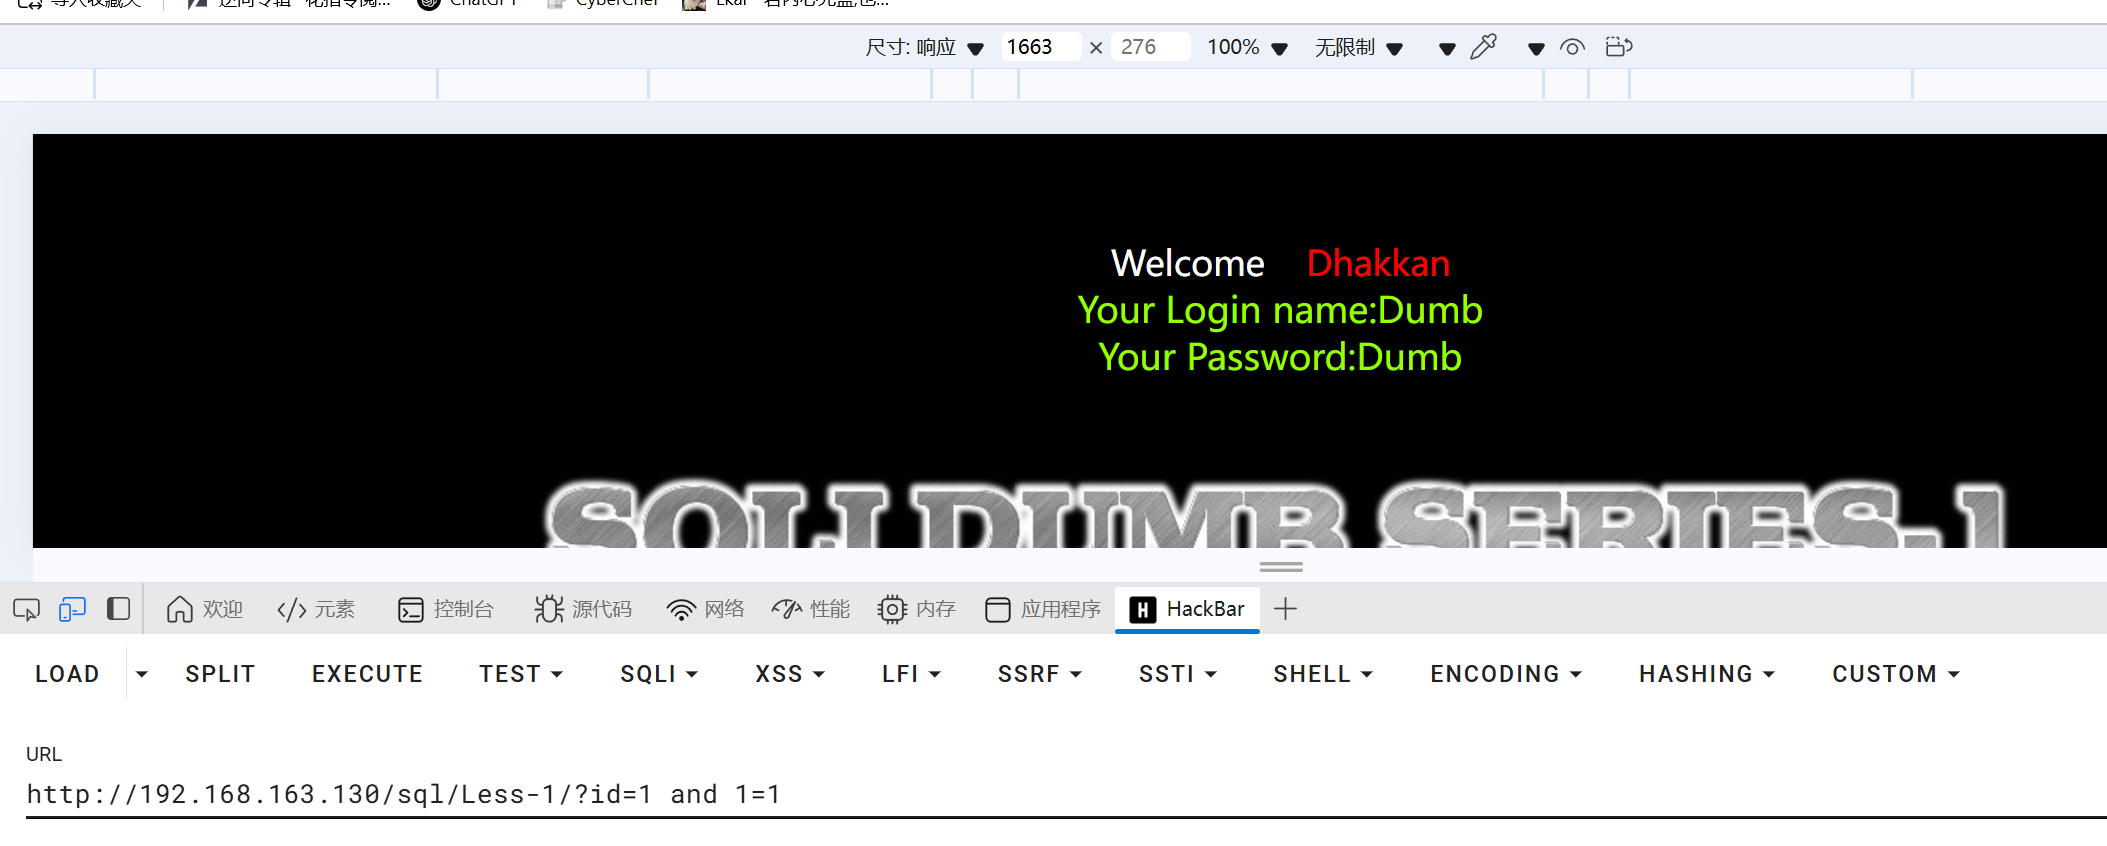 ChatGPT
CyberChef
尺寸: 响应 1663 × 276 100% 无限制
Welcome Dhakkan
Your Login name:Dumb
Your Password:Dumb
SQLI DUMB SERIES-1
欢迎 元素 控制台 源代码 网络 性能 内存 应用程序 HackBar
LOAD SPLIT EXECUTE TEST SQLI XSS LFI SSRF SSTI SHELL ENCODING HASHING CUSTOM
URL
http://192.168.163.130/sql/Less-1/?id=1 and 1=1